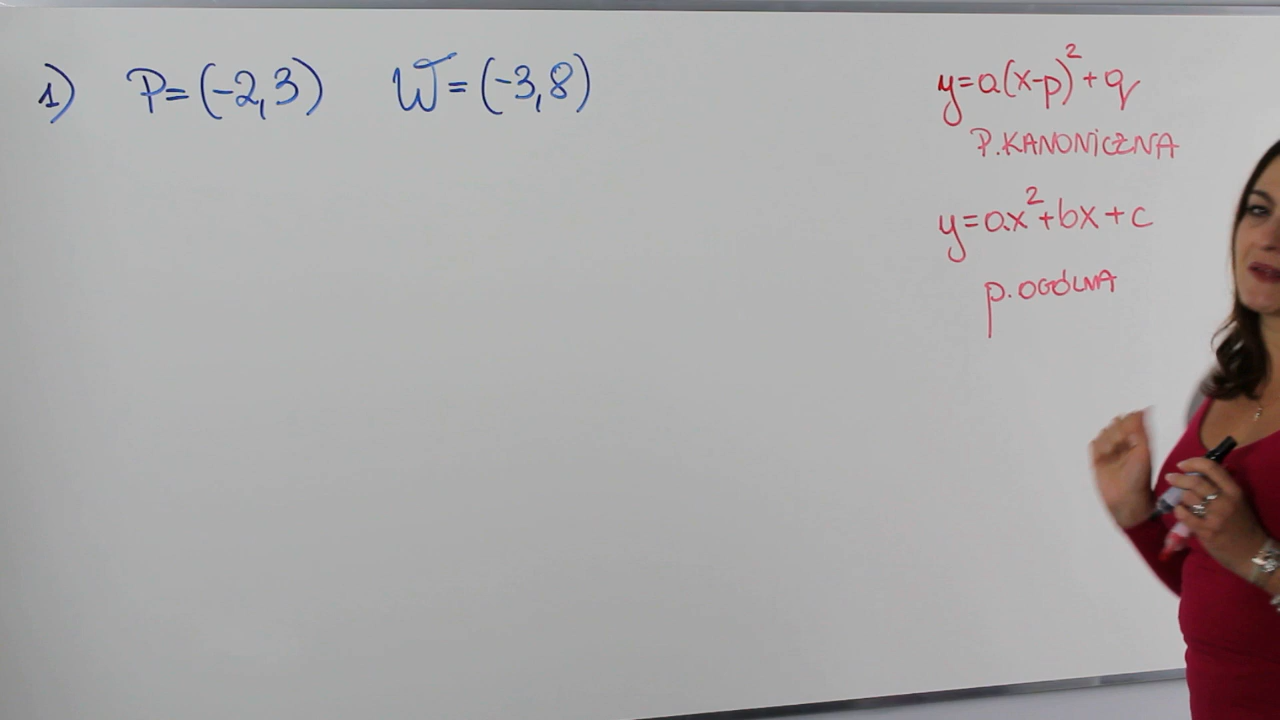 1) P=(-2,3) W=(-3,8)
y=a(x-p)²+q
P.KANONICZNA
y=ax²+bx+c
p.OGÓLNA